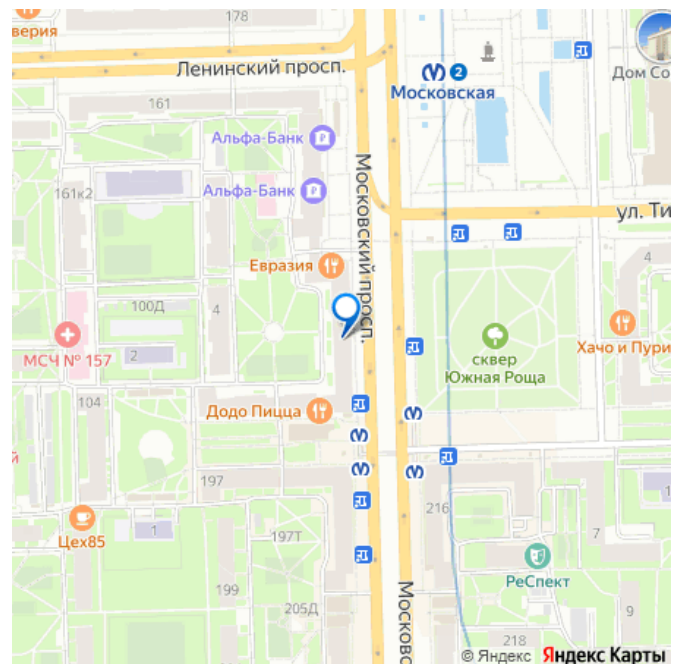 верия
178
Ленинский просп.
2
Московская
Дом Со
161
Альфа-Банк
161к2
Альфа-Банк
Московский просп.
ул. Ти
Евразия
4
100Д
4
МСЧ № 157
2
сквер
Южная Роща
Хачо и Пури
104
Додо Пицца
й
197
216
Цех85
1
197Т
7
РеСпект
199
205Д
Московс
9
218
© Яндекс Яндекс Карты